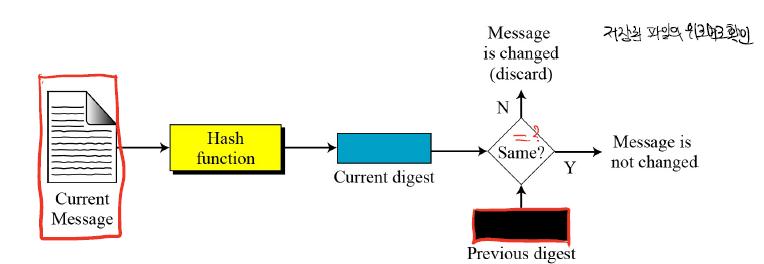 Message
is changed
(discard)
저장된 파일의 위변조확인
N
= ?
Same?
Y
Message is
not changed
Hash
function
Current digest
Current
Message
Previous digest